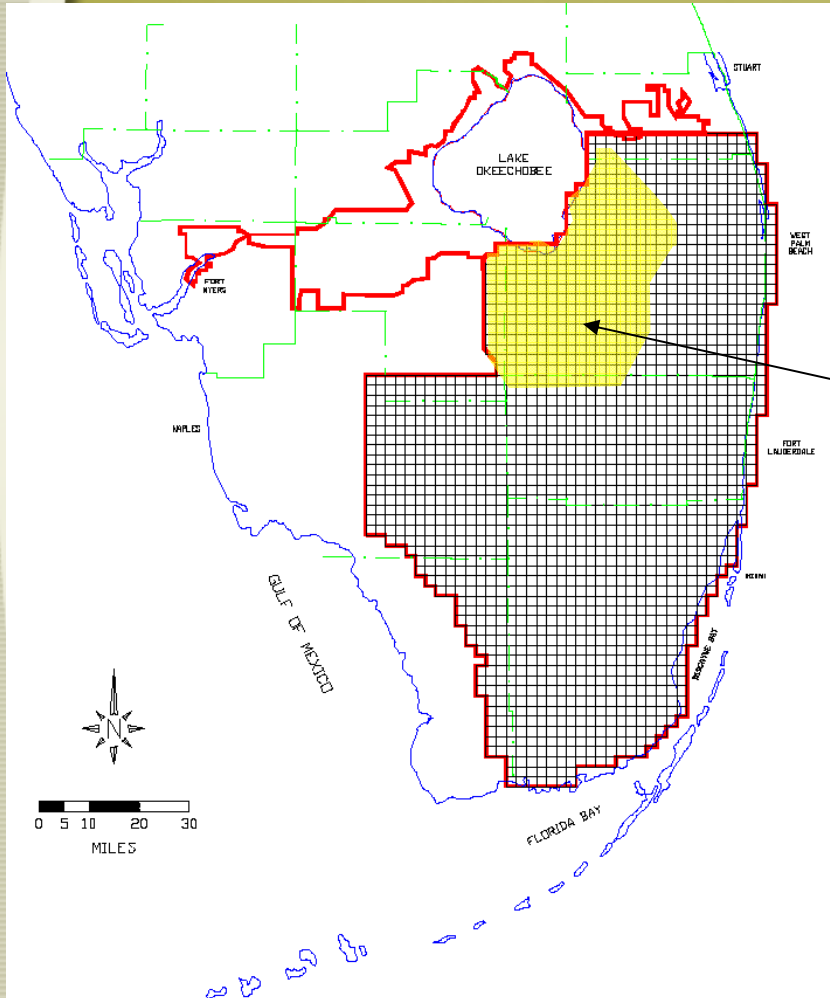 STUART
LAKE
OKEECHOBEE
WEST
PALM
BEACH
FORT
MYERS
NAPLES
FORT
LAUDERDALE
MIAMI
GULF OF MEXICO
BISCAYNE BAY
N
0 5 10 20 30
MILES
FLORIDA BAY